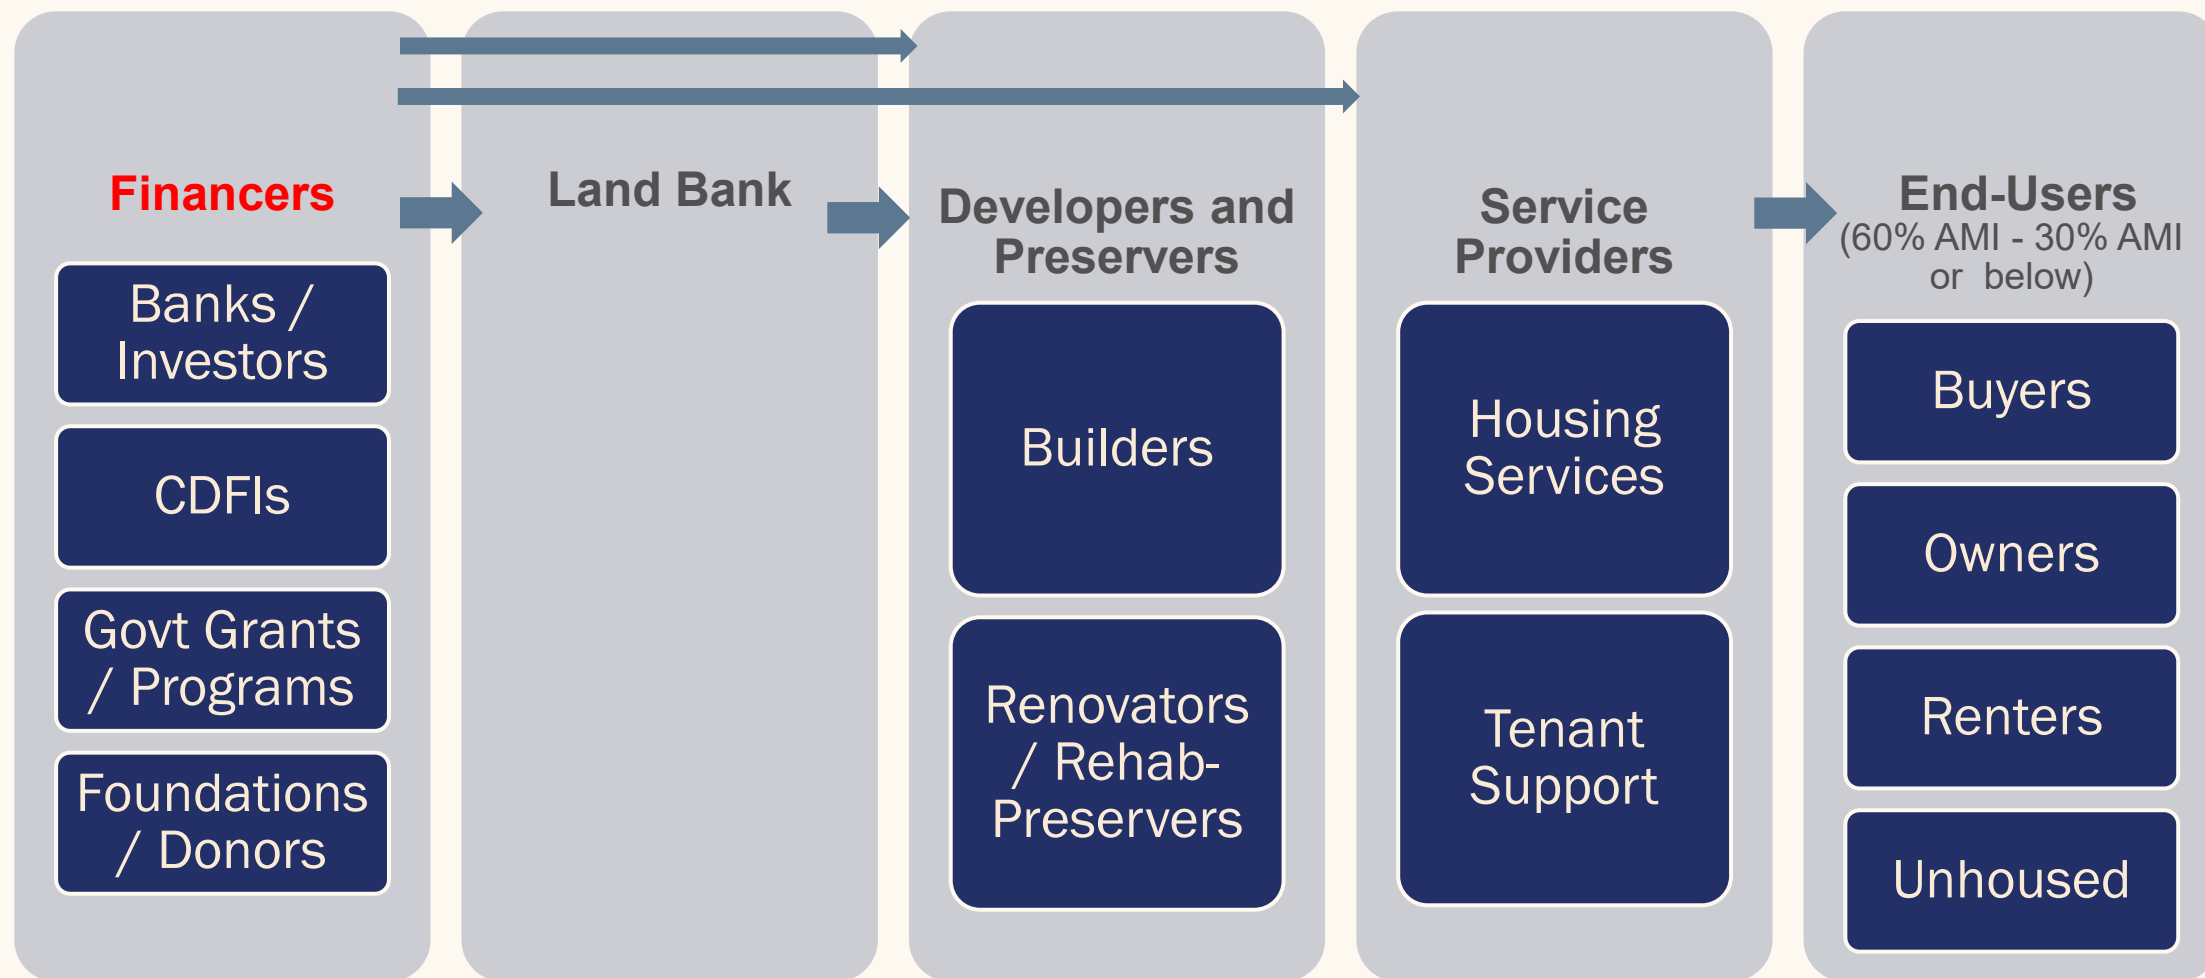 Financers
Banks /
Investors
CDFIs
Govt Grants
/ Programs
Foundations
/ Donors
Land Bank
Developers and
Preservers
Builders
Renovators
/ Rehab-
Preservers
Service
Providers
Housing
Services
Tenant
Support
End-Users
(60% AMI - 30% AMI
or below)
Buyers
Owners
Renters
Unhoused